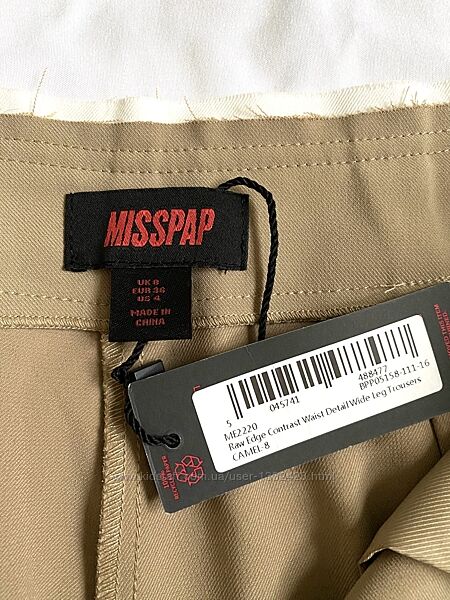 MISSPAP
UK 8
EUR 36
US 4
MADE IN
CHINA
5 045741 488477
ME2220 BPP05158-111-16
Raw Edge Contrast Waist Detail Wide Leg Trousers
CAMEL:8